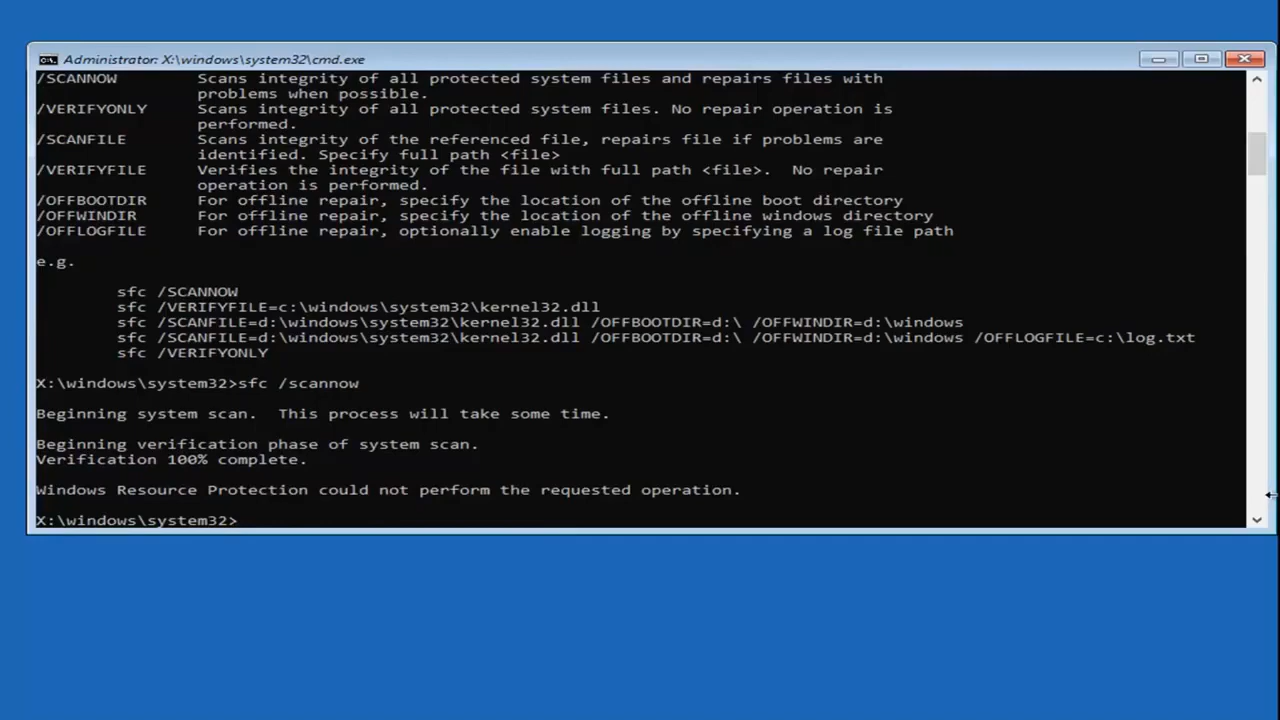 Administrator: X:\windows\system32\cmd.exe
/SCANNOW        Scans integrity of all protected system files and repairs files with
                problems when possible.
/VERIFYONLY     Scans integrity of all protected system files. No repair operation is
                performed.
/SCANFILE       Scans integrity of the referenced file, repairs file if problems are
                identified. Specify full path <file>
/VERIFYFILE     Verifies the integrity of the file with full path <file>.  No repair
                operation is performed.
/OFFBOOTDIR     For offline repair, specify the location of the offline boot directory
/OFFWINDIR      For offline repair, specify the location of the offline windows directory
/OFFLOGFILE     For offline repair, optionally enable logging by specifying a log file path
e.g.
        sfc /SCANNOW
        sfc /VERIFYFILE=c:\windows\system32\kernel32.dll
        sfc /SCANFILE=d:\windows\system32\kernel32.dll /OFFBOOTDIR=d:\ /OFFWINDIR=d:\windows
        sfc /SCANFILE=d:\windows\system32\kernel32.dll /OFFBOOTDIR=d:\ /OFFWINDIR=d:\windows /OFFLOGFILE=c:\log.txt
        sfc /VERIFYONLY
X:\windows\system32>sfc /scannow
Beginning system scan.  This process will take some time.
Beginning verification phase of system scan.
Verification 100% complete.
Windows Resource Protection could not perform the requested operation.
X:\windows\system32>